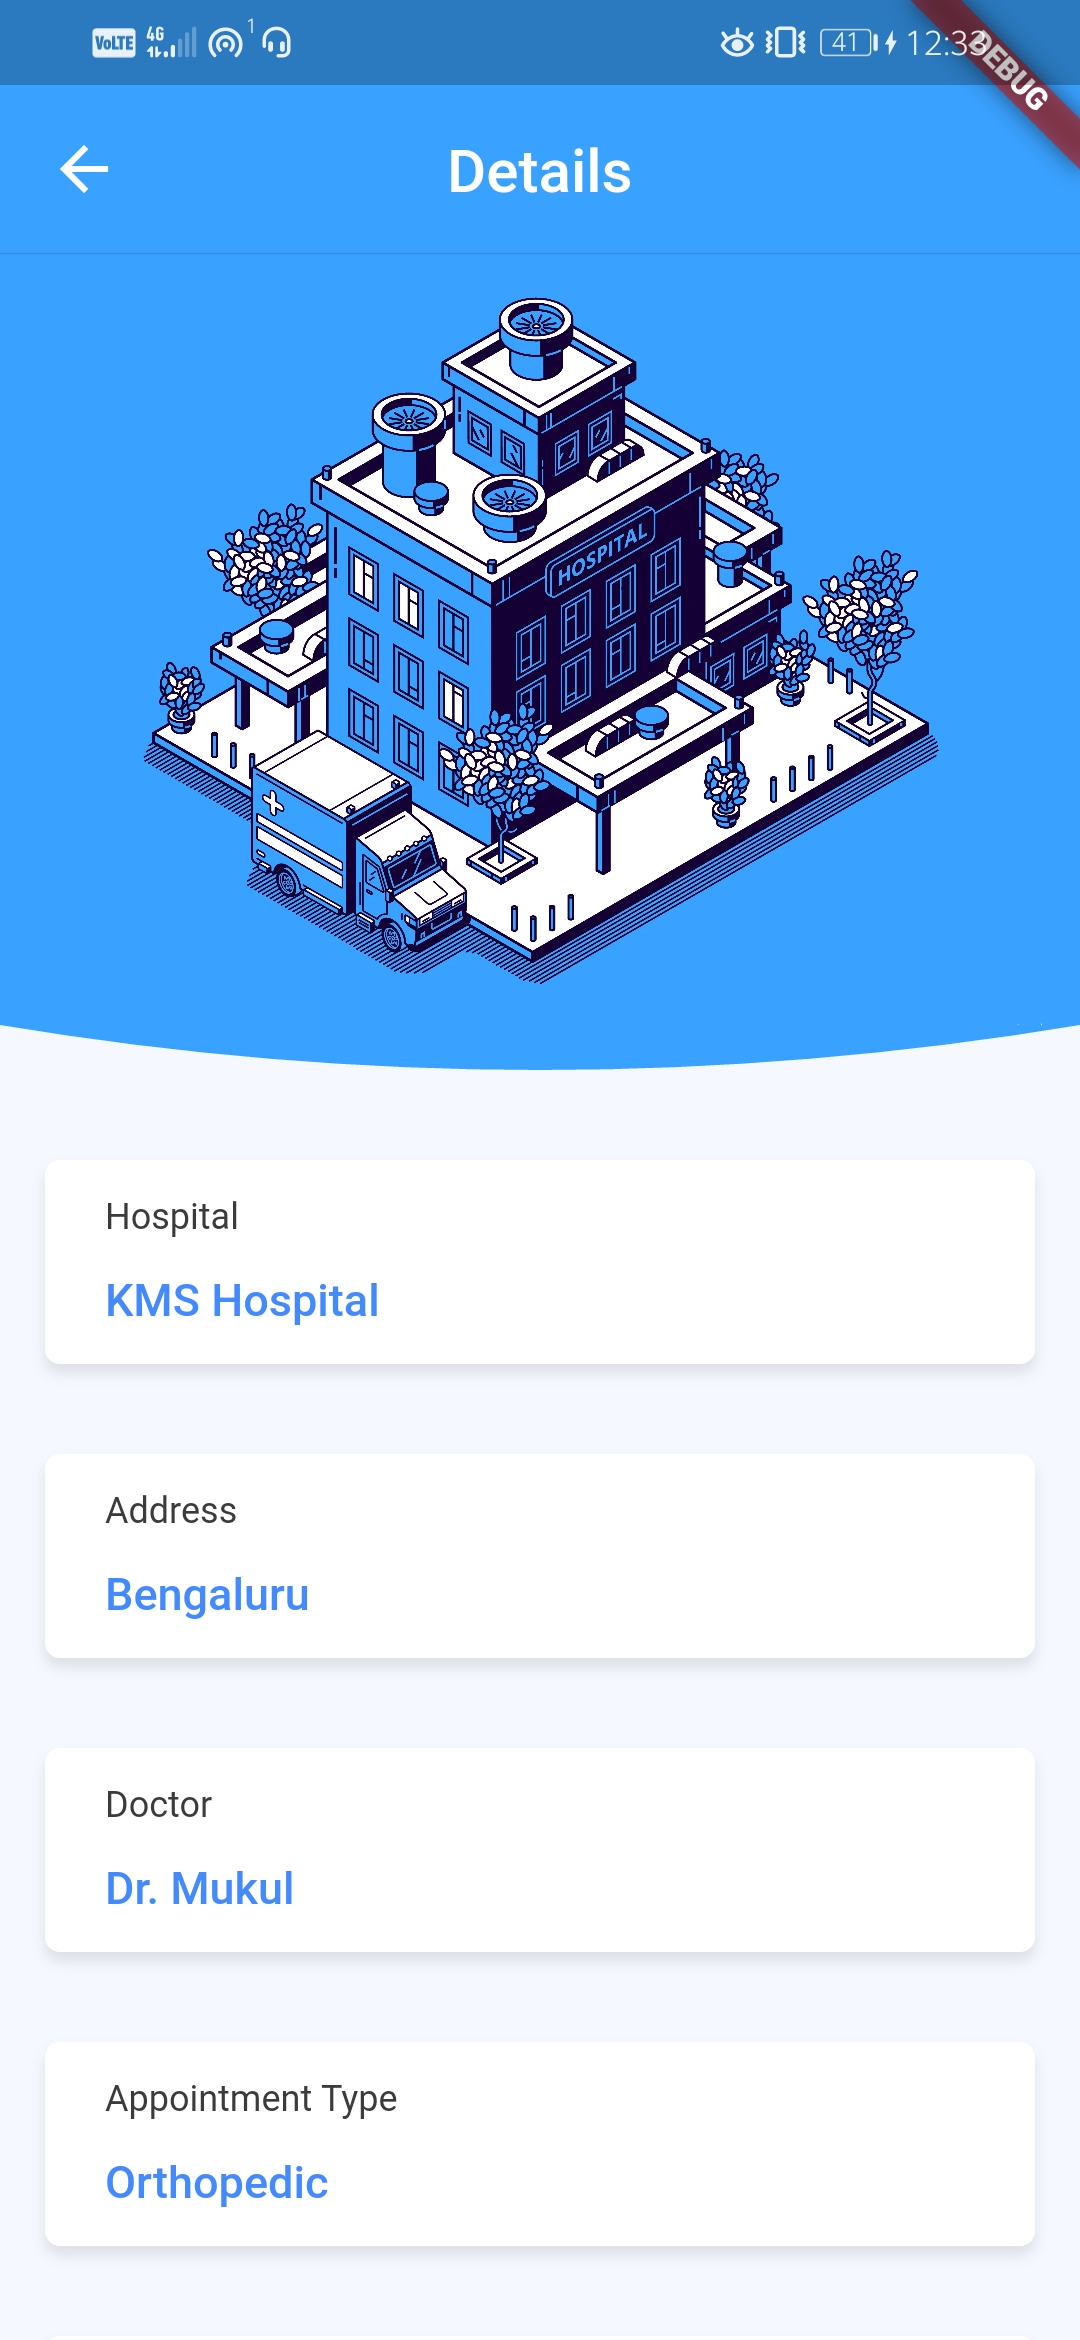 VoLTE 4G 1 41 12:33
DEBUG
Details
HOSPITAL
Hospital
KMS Hospital
Address
Bengaluru
Doctor
Dr. Mukul
Appointment Type
Orthopedic